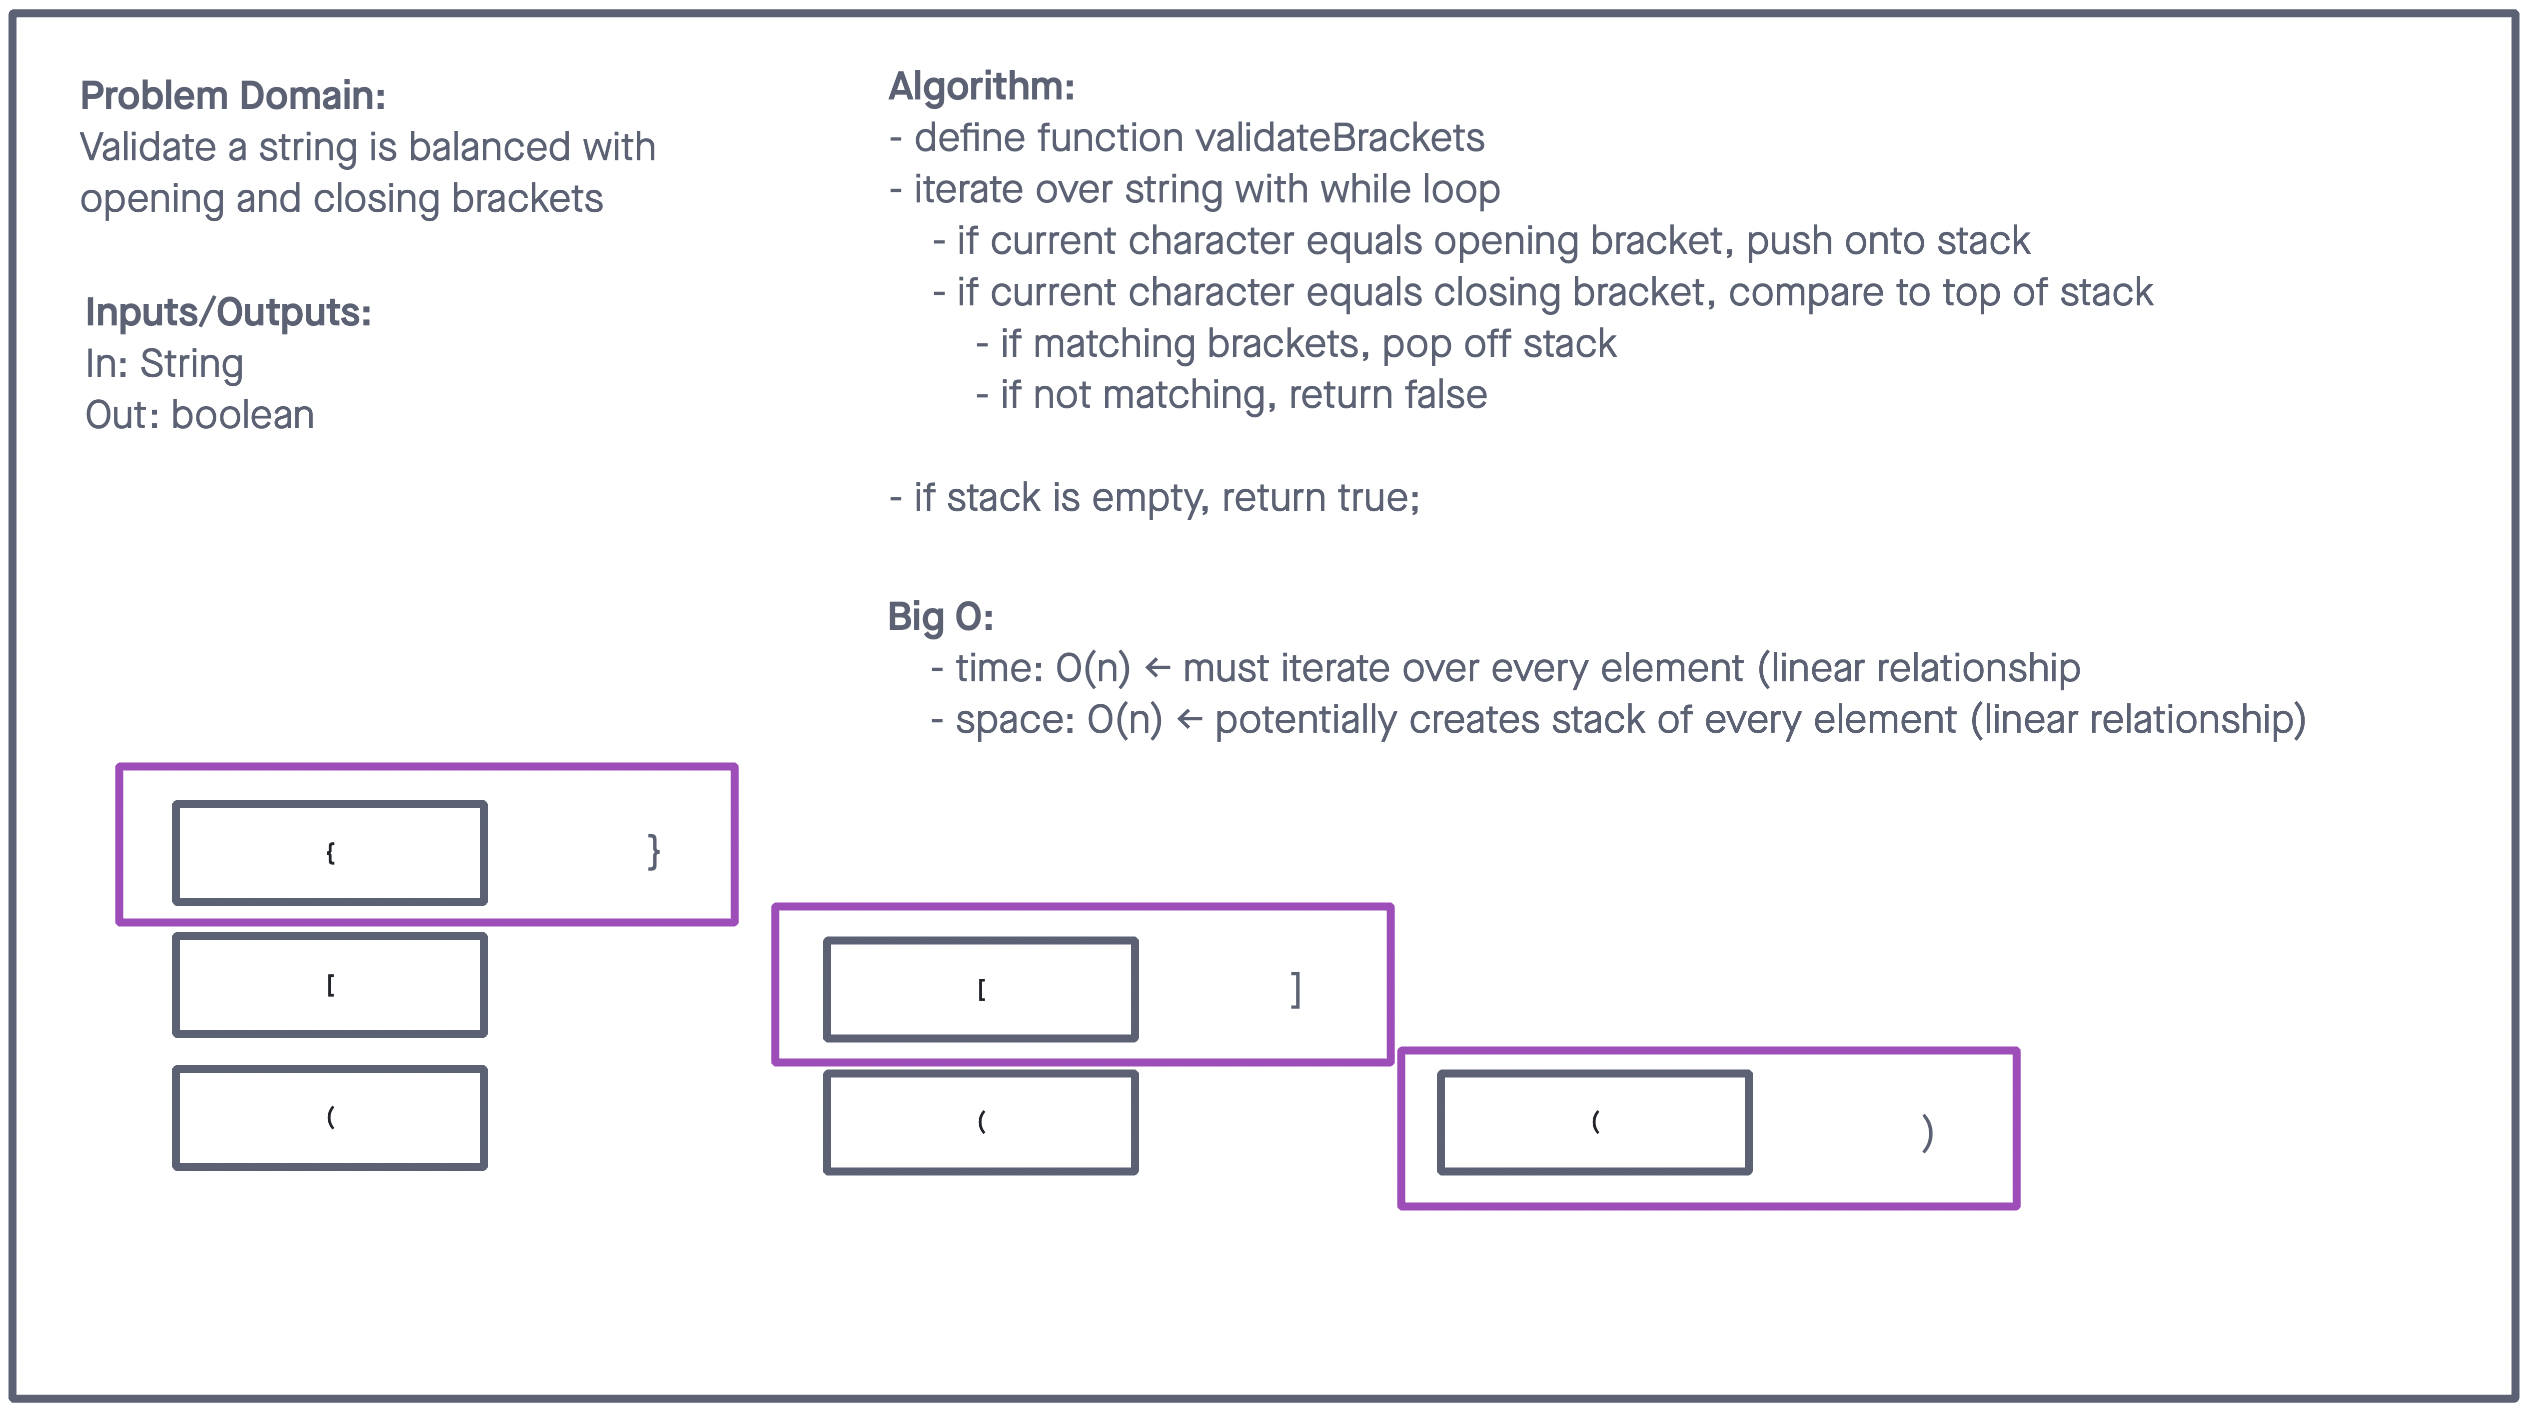 Problem Domain:
Validate a string is balanced with
opening and closing brackets
Inputs/Outputs:
In: String
Out: boolean
Algorithm:
- define function validateBrackets
- iterate over string with while loop
- if current character equals opening bracket, push onto stack
- if current character equals closing bracket, compare to top of stack
- if matching brackets, pop off stack
- if not matching, return false
- if stack is empty, return true;
Big O:
- time: O(n) ← must iterate over every element (linear relationship
- space: O(n) ← potentially creates stack of every element (linear relationship)
{ }
[
(
[ ]
(
( )